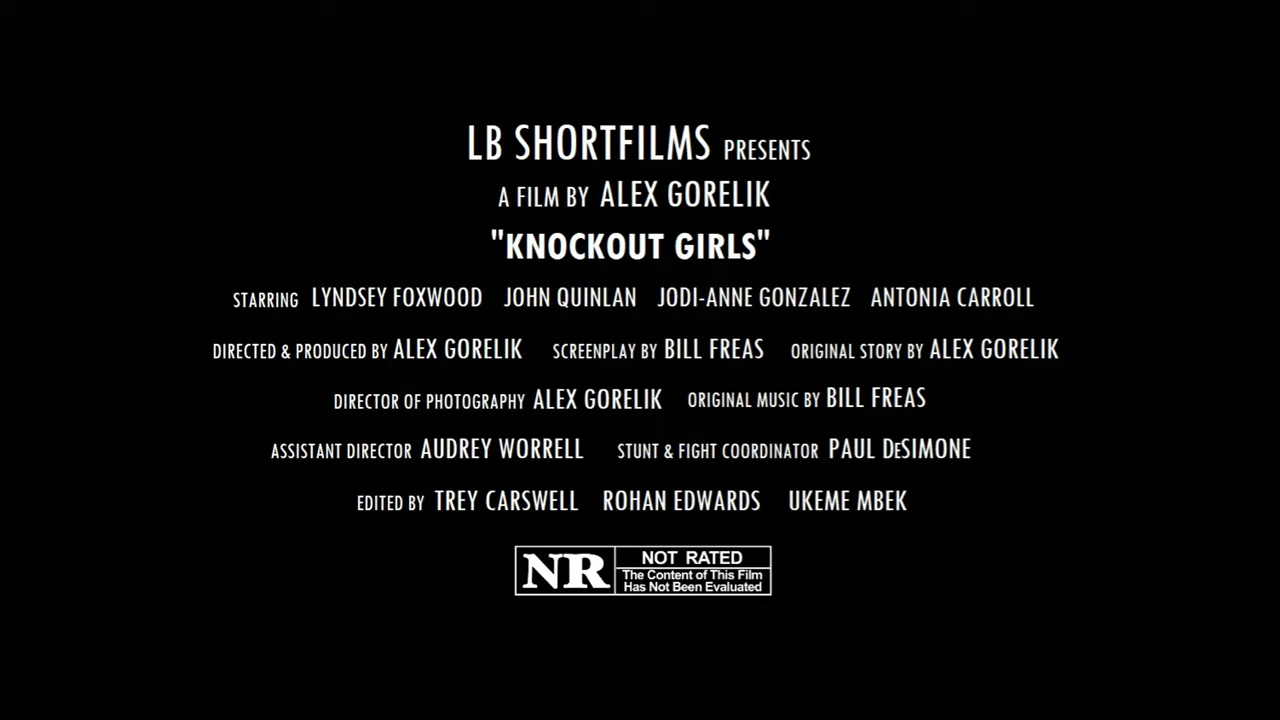 LB SHORTFILMS PRESENTS
A FILM BY ALEX GORELIK
"KNOCKOUT GIRLS"
STARRING LYNDSEY FOXWOOD JOHN QUINLAN JODI-ANNE GONZALEZ ANTONIA CARROLL
DIRECTED & PRODUCED BY ALEX GORELIK SCREENPLAY BY BILL FREAS ORIGINAL STORY BY ALEX GORELIK
DIRECTOR OF PHOTOGRAPHY ALEX GORELIK ORIGINAL MUSIC BY BILL FREAS
ASSISTANT DIRECTOR AUDREY WORRELL STUNT & FIGHT COORDINATOR PAUL DeSIMONE
EDITED BY TREY CARSWELL ROHAN EDWARDS UKEME MBEK
NR NOT RATED
The Content of This Film
Has Not Been Evaluated